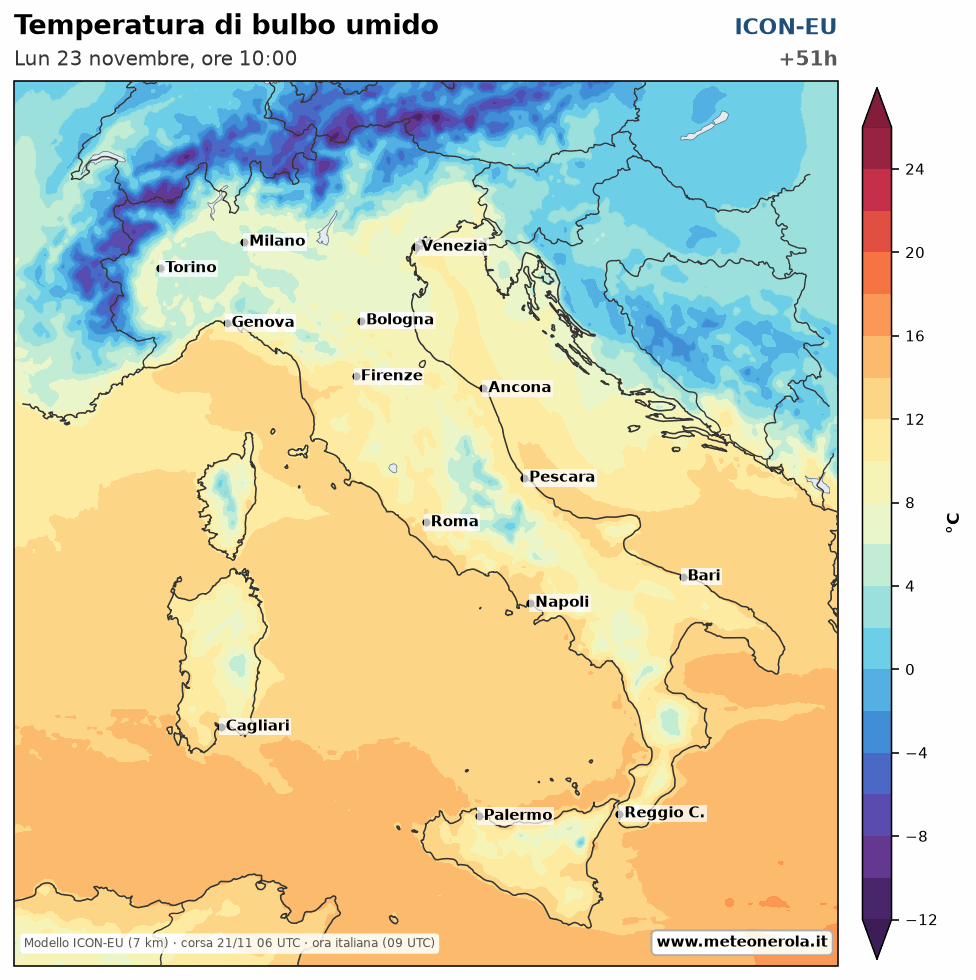 Temperatura di bulbo umido
ICON-EU
Lun 23 novembre, ore 10:00
+51h
Milano
Venezia
Torino
Genova
Bologna
Firenze
Ancona
Pescara
Roma
Bari
Napoli
Cagliari
Palermo
Reggio C.
24
20
16
12
8
4
0
−4
−8
−12
°C
Modello ICON-EU (7 km) · corsa 21/11 06 UTC · ora italiana (09 UTC)
www.meteonerola.it